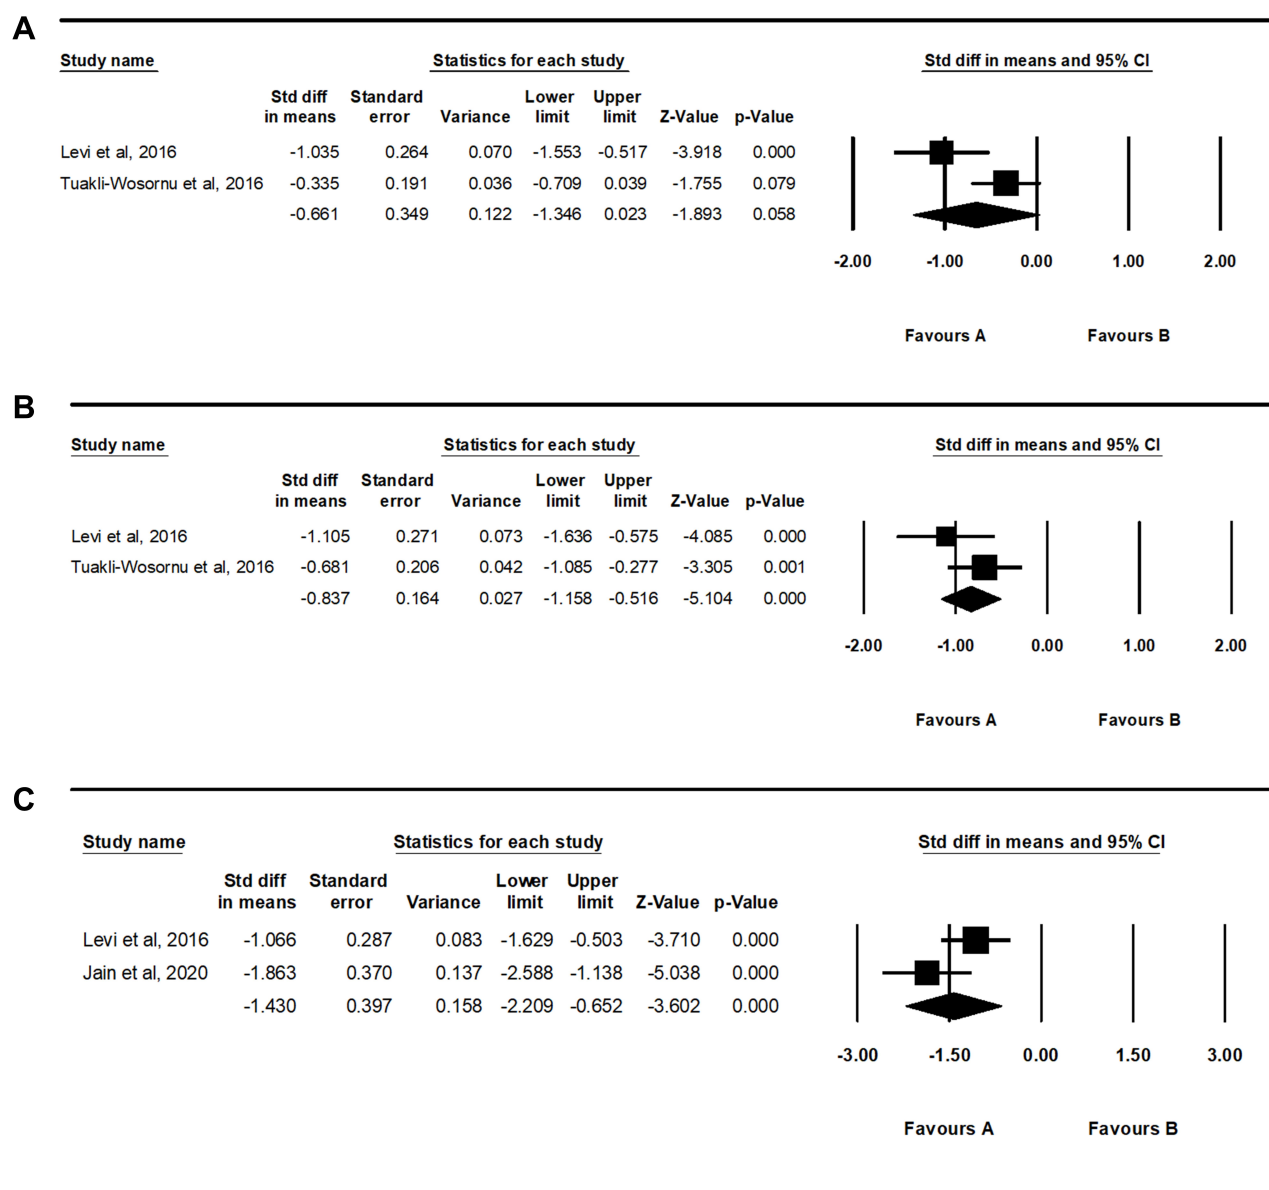 A
Study name Statistics for each study Std diff in means and 95% CI
Std diff Standard Lower Upper
in means error Variance limit limit Z-Value p-Value
Levi et al, 2016 -1.035 0.264 0.070 -1.553 -0.517 -3.918 0.000
Tuakli-Wosornu et al, 2016 -0.335 0.191 0.036 -0.709 0.039 -1.755 0.079
-0.661 0.349 0.122 -1.346 0.023 -1.893 0.058
-2.00 -1.00 0.00 1.00 2.00
Favours A Favours B
B
Study name Statistics for each study Std diff in means and 95% CI
Std diff Standard Lower Upper
in means error Variance limit limit Z-Value p-Value
Levi et al, 2016 -1.105 0.271 0.073 -1.636 -0.575 -4.085 0.000
Tuakli-Wosornu et al, 2016 -0.681 0.206 0.042 -1.085 -0.277 -3.305 0.001
-0.837 0.164 0.027 -1.158 -0.516 -5.104 0.000
-2.00 -1.00 0.00 1.00 2.00
Favours A Favours B
C
Study name Statistics for each study Std diff in means and 95% CI
Std diff Standard Lower Upper
in means error Variance limit limit Z-Value p-Value
Levi et al, 2016 -1.066 0.287 0.083 -1.629 -0.503 -3.710 0.000
Jain et al, 2020 -1.863 0.370 0.137 -2.588 -1.138 -5.038 0.000
-1.430 0.397 0.158 -2.209 -0.652 -3.602 0.000
-3.00 -1.50 0.00 1.50 3.00
Favours A Favours B